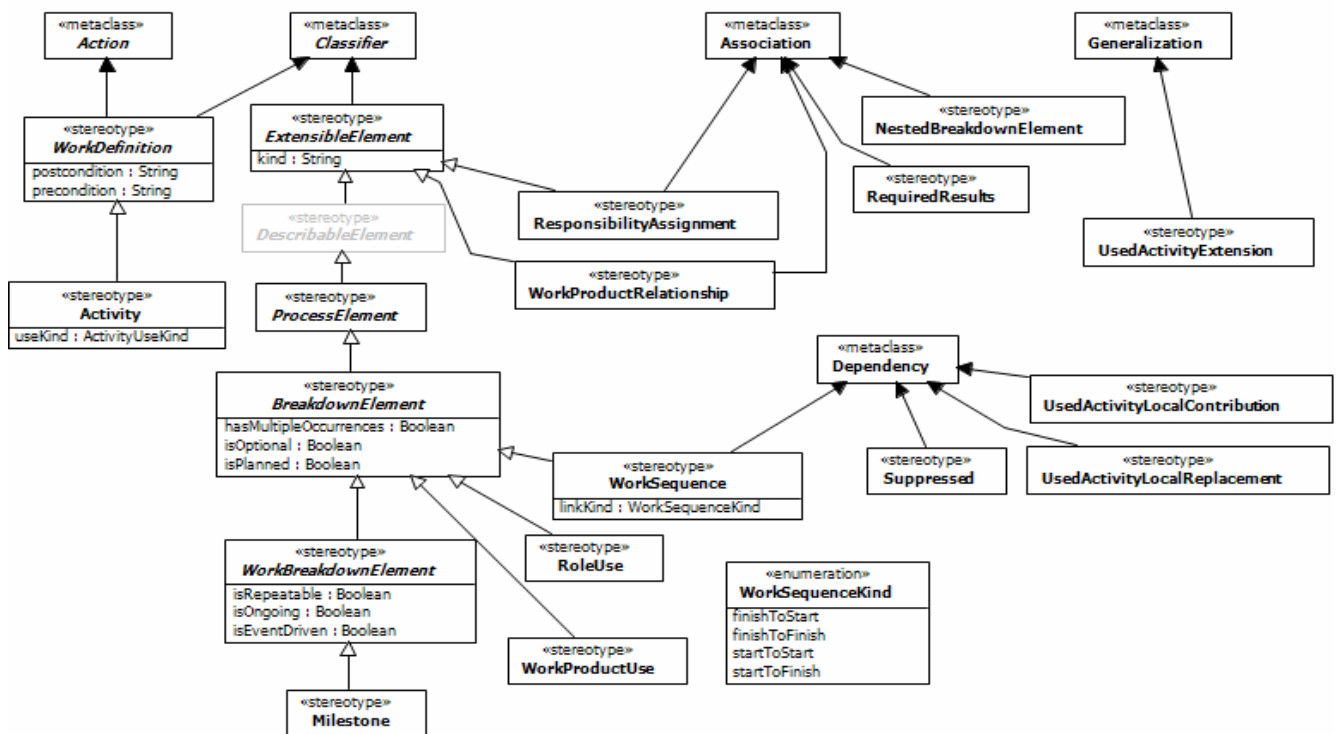 «metaclass»
Action
«metaclass»
Classifier
«metaclass»
Association
«metaclass»
Generalization
«stereotype»
WorkDefinition
postcondition : String
precondition : String
«stereotype»
ExtensibleElement
kind : String
«stereotype»
NestedBreakdownElement
«stereotype»
RequiredResults
«stereotype»
ResponsibilityAssignment
«stereotype»
DescribableElement
«stereotype»
UsedActivityExtension
«stereotype»
WorkProductRelationship
«stereotype»
Activity
useKind : ActivityUseKind
«stereotype»
ProcessElement
«metaclass»
Dependency
«stereotype»
BreakdownElement
hasMultipleOccurrences : Boolean
isOptional : Boolean
isPlanned : Boolean
«stereotype»
UsedActivityLocalContribution
«stereotype»
WorkSequence
linkKind : WorkSequenceKind
«stereotype»
Suppressed
«stereotype»
UsedActivityLocalReplacement
«stereotype»
WorkBreakdownElement
isRepeatable : Boolean
isOngoing : Boolean
isEventDriven : Boolean
«stereotype»
RoleUse
«enumeration»
WorkSequenceKind
finishToStart
finishToFinish
startToStart
startToFinish
«stereotype»
WorkProductUse
«stereotype»
Milestone